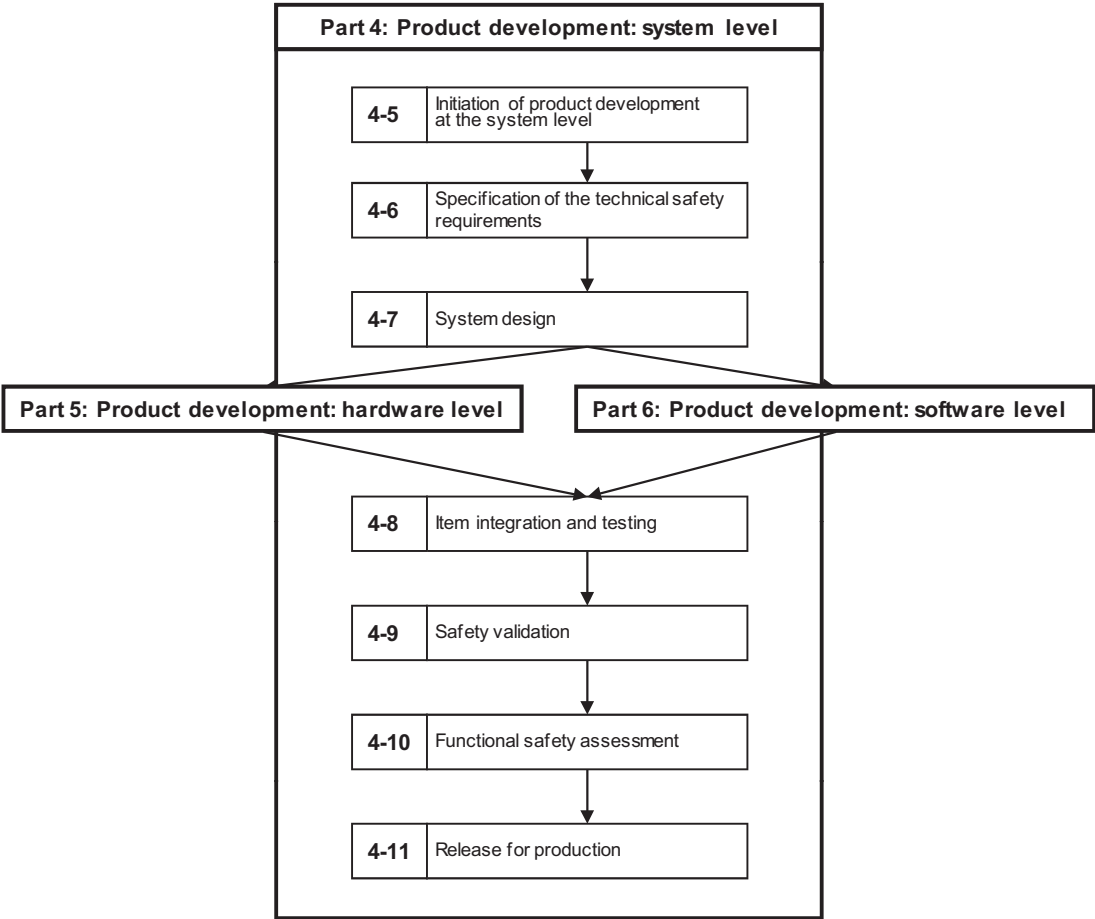 Part 4: Product development: system level
4-5
Initiation of product development
at the system level
4-6
Specification of the technical safety
requirements
4-7
System design
Part 5: Product development: hardware level
Part 6: Product development: software level
4-8
Item integration and testing
4-9
Safety validation
4-10
Functional safety assessment
4-11
Release for production